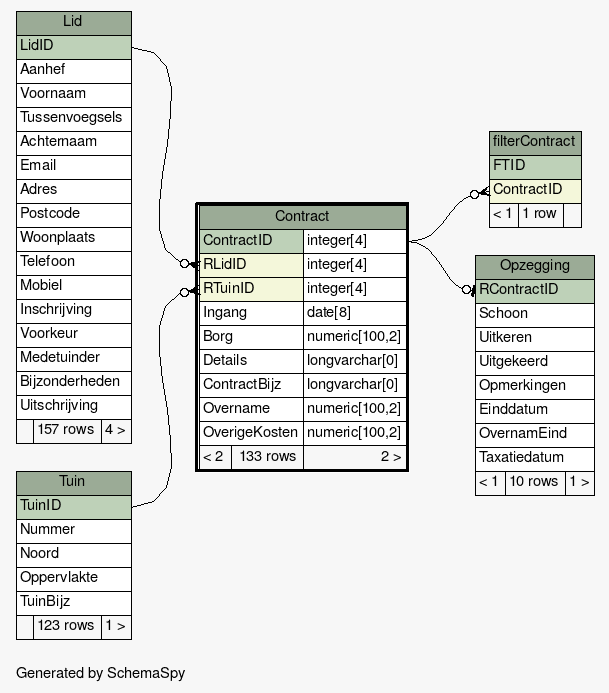 Lid
LidID
Aanhef
Voornaam
Tussenvoegsels
Achternaam
Email
Adres
Postcode
Woonplaats
Telefoon
Mobiel
Inschrijving
Voorkeur
Medetuinder
Bijzonderheden
Uitschrijving
157 rows 4 >
Tuin
TuinID
Nummer
Noord
Oppervlakte
TuinBijz
123 rows 1 >
Contract
ContractID integer[4]
RLidID integer[4]
RTuinID integer[4]
Ingang date[8]
Borg numeric[100,2]
Details longvarchar[0]
ContractBijz longvarchar[0]
Overname numeric[100,2]
OverigeKosten numeric[100,2]
< 2 133 rows 2 >
filterContract
FTID
ContractID
< 1 1 row
Opzegging
RContractID
Schoon
Uitkeren
Uitgekeerd
Opmerkingen
Einddatum
OvernamEind
Taxatiedatum
< 1 10 rows 1 >
Generated by SchemaSpy